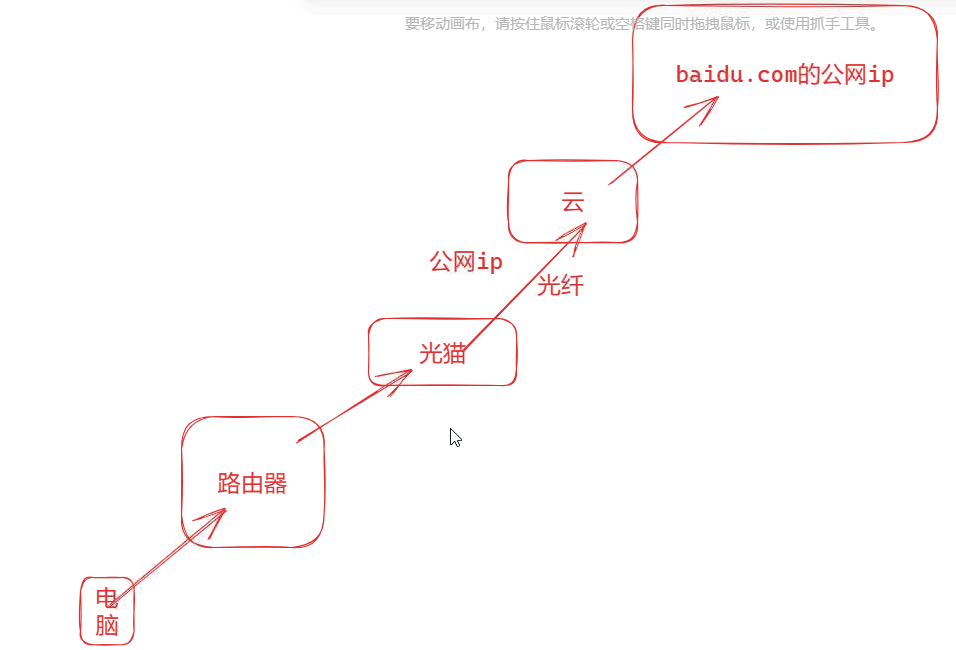 要移动画布，请按住鼠标滚轮或空格键同时拖拽鼠标，或使用抓手工具。
baidu.com的公网ip
云
公网ip
光纤
光猫
路由器
电
脑